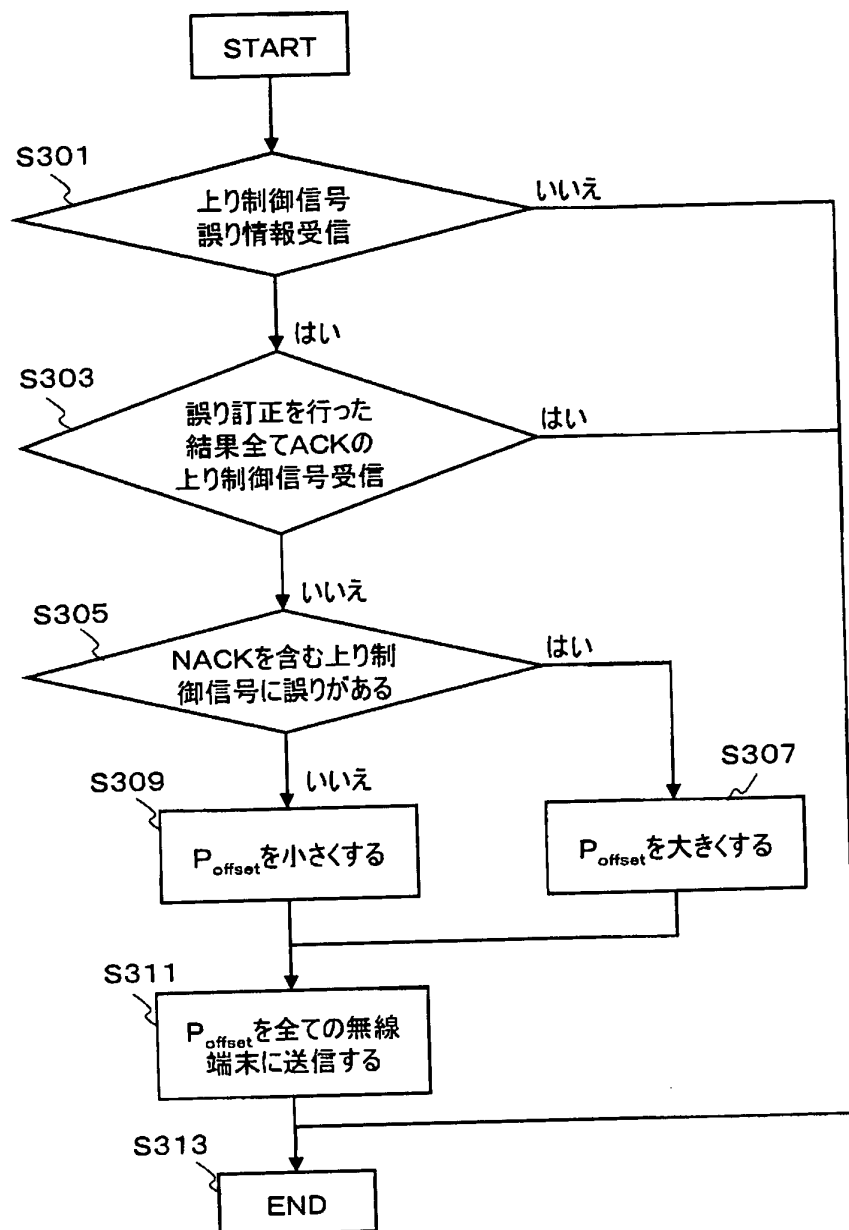 START
S301
上り制御信号
誤り情報受信
いいえ
はい
S303
誤り訂正を行った
結果全てACKの
上り制御信号受信
はい
いいえ
S305
NACKを含む上り制
御信号に誤りがある
はい
いいえ
S309
Poffsetを小さくする
S307
Poffsetを大きくする
S311
Poffsetを全ての無線
端末に送信する
S313
END